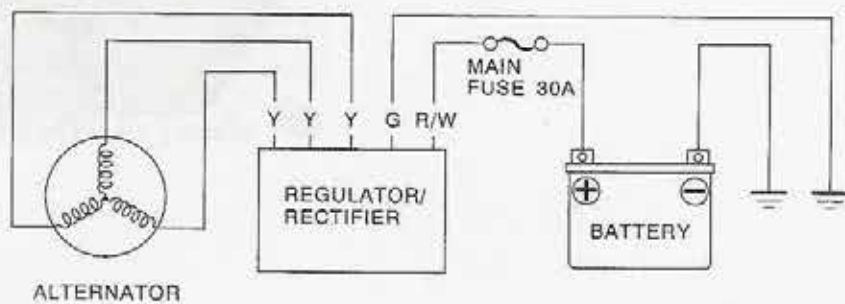 MAIN
FUSE 30A
Y Y Y G R/W
REGULATOR/
RECTIFIER
+ −
BATTERY
ALTERNATOR